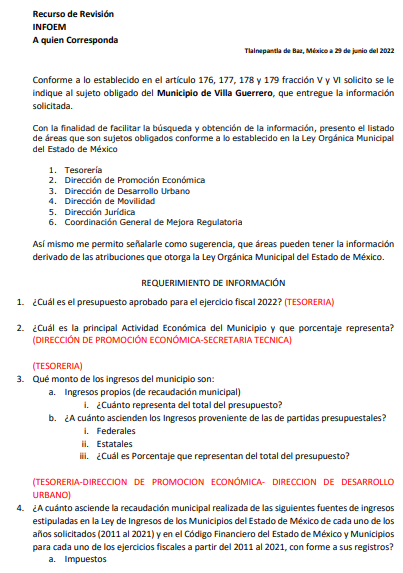 Recurso de Revisión
INFOEM
A quien Corresponda
Tlalnepantla de Baz, México a 29 de junio del 2022
Conforme a lo establecido en el artículo 176, 177, 178 y 179 fracción V y VI solicito se le
indique al sujeto obligado del Municipio de Villa Guerrero, que entregue la información
solicitada.
Con la finalidad de facilitar la búsqueda y obtención de la información, presento el listado
de áreas que son sujetos obligados conforme a lo establecido en la Ley Orgánica Municipal
del Estado de México
1. Tesorería
2. Dirección de Promoción Económica
3. Dirección de Desarrollo Urbano
4. Dirección de Movilidad
5. Dirección Jurídica
6. Coordinación General de Mejora Regulatoria
Así mismo me permito señalarle como sugerencia, que áreas pueden tener la información
derivado de las atribuciones que otorga la Ley Orgánica Municipal del Estado de México.
REQUERIMIENTO DE INFORMACIÓN
1. ¿Cuál es el presupuesto aprobado para el ejercicio fiscal 2022? (TESORERIA)
2. ¿Cuál es la principal Actividad Económica del Municipio y que porcentaje representa?
(DIRECCIÓN DE PROMOCIÓN ECONÓMICA-SECRETARIA TECNICA)
(TESORERIA)
3. Qué monto de los ingresos del municipio son:
a. Ingresos propios (de recaudación municipal)
i. ¿Cuánto representa del total del presupuesto?
b. ¿A cuánto ascienden los Ingresos proveniente de las de partidas presupuestales?
i. Federales
ii. Estatales
iii. ¿Cuál es Porcentaje que representan del total del presupuesto?
(TESORERIA-DIRECCION DE PROMOCION ECONÓMICA- DIRECCION DE DESARROLLO
URBANO)
4. ¿A cuánto asciende la recaudación municipal realizada de las siguientes fuentes de ingresos
estipuladas en la Ley de Ingresos de los Municipios del Estado de México de cada uno de los
años solicitados (2011 al 2021) y en el Código Financiero del Estado de México y Municipios
para cada uno de los ejercicios fiscales a partir del 2011 al 2021, con forme a sus registros?
a. Impuestos